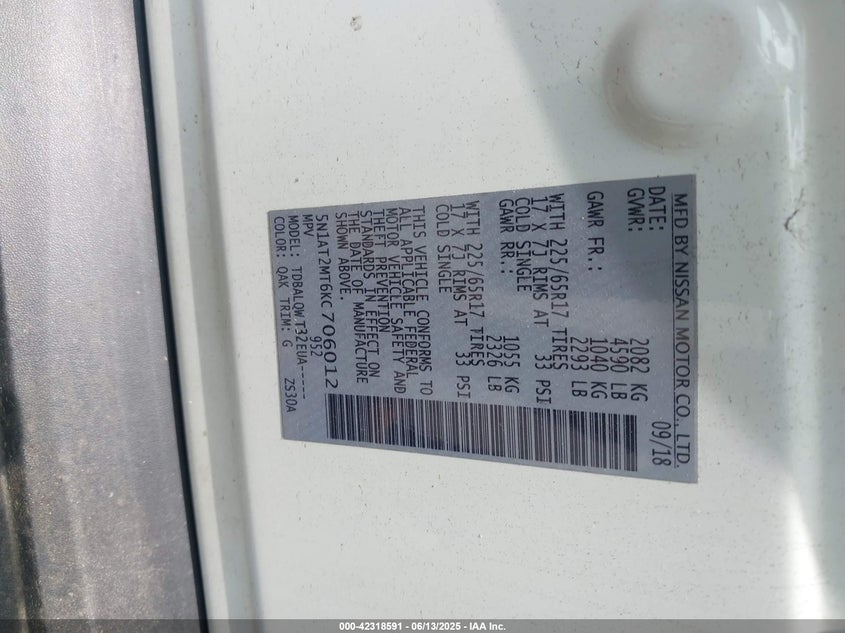 MFD BY NISSAN MOTOR CO., LTD.
DATE: 09/18
GVWR: 2082 KG
4590 LB
GAWR FR.: 1040 KG
2293 LB
WITH 225/65R17 TIRES
17 X 7J RIMS AT 33 PSI
COLD SINGLE
GAWR RR.: 1055 KG
2326 LB
WITH 225/65R17 TIRES
17 X 7J RIMS AT 33 PSI
COLD SINGLE
THIS VEHICLE CONFORMS TO
ALL APPLICABLE FEDERAL
MOTOR VEHICLE SAFETY AND
THEFT PREVENTION
STANDARDS IN EFFECT ON
THE DATE OF MANUFACTURE
SHOWN ABOVE.
5N1AT2MT6KC706012
MPV 952
MODEL: TDBALQWT32EUA-----
COLOR: QAK TRIM: G ZS30A
000-42318591 - 06/13/2025 - IAA Inc.